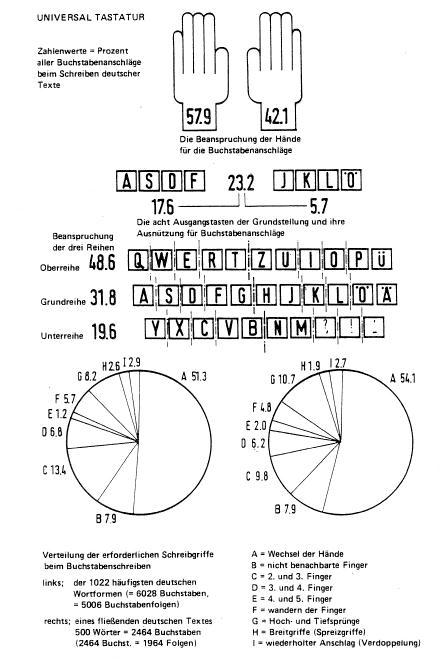 UNIVERSAL TASTATUR
Zahlenwerte = Prozent
aller Buchstabenanschläge
beim Schreiben deutscher
Texte
57.9 42.1
Die Beanspruchung der Hände
für die Buchstabenanschläge
A S D F 23.2 J K L Ö
17.6 5.7
Die acht Ausgangstasten der Grundstellung und ihre
Ausnützung für Buchstabenanschläge
Beanspruchung
der drei Reihen
Oberreihe 48.6 Q W E R T Z U I O P Ü
Grundreihe 31.8 A S D F G H J K L Ö Ä
Unterreihe 19.6 Y X C V B N M ? ! -
A 51.3
B 7.9
C 13.4
D 6.8
E 1.2
F 5.7
G 8.2
H 2.6
I 2.9
A 54.1
B 7.9
C 9.8
D 6.2
E 2.0
F 4.8
G 10.7
H 1.9
I 2.7
Verteilung der erforderlichen Schreibgriffe
beim Buchstabenschreiben
links; der 1022 häufigsten deutschen
Wortformen (= 6028 Buchstaben,
= 5006 Buchstabenfolgen)
rechts; eines fließenden deutschen Textes
500 Wörter = 2464 Buchstaben
(2464 Buchst. = 1964 Folgen)
A = Wechsel der Hände
B = nicht benachbarte Finger
C = 2. und 3. Finger
D = 3. und 4. Finger
E = 4. und 5. Finger
F = wandern der Finger
G = Hoch- und Tiefsprünge
H = Breitgriffe (Spreizgriffe)
I = wiederholter Anschlag (Verdoppelung)